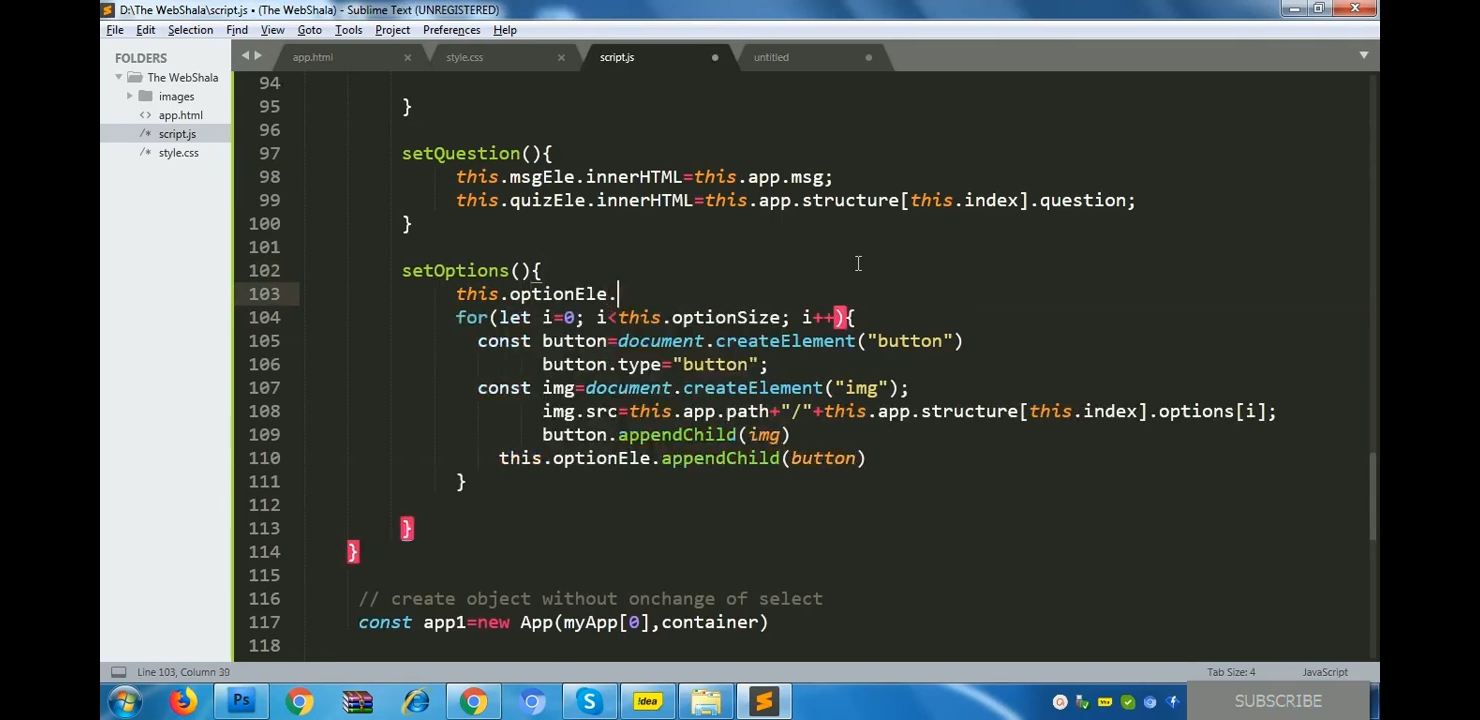 D:\The WebShala\script.js • (The WebShala) - Sublime Text (UNREGISTERED)
File Edit Selection Find View Goto Tools Project Preferences Help
FOLDERS
The WebShala
images
<> app.html
/* script.js
/* style.css
app.html style.css script.js untitled
94
95 }
96
97 setQuestion(){
98 this.msgEle.innerHTML=this.app.msg;
99 this.quizEle.innerHTML=this.app.structure[this.index].question;
100 }
101
102 setOptions(){
103 this.optionEle.
104 for(let i=0; i<this.optionSize; i++){
105 const button=document.createElement("button")
106 button.type="button";
107 const img=document.createElement("img");
108 img.src=this.app.path+"/"+this.app.structure[this.index].options[i];
109 button.appendChild(img)
110 this.optionEle.appendChild(button)
111 }
112
113 }
114 }
115
116 // create object without onchange of select
117 const app1=new App(myApp[0],container)
118
Line 103, Column 39 Tab Size: 4 JavaScript
Ps !dea SUBSCRIBE